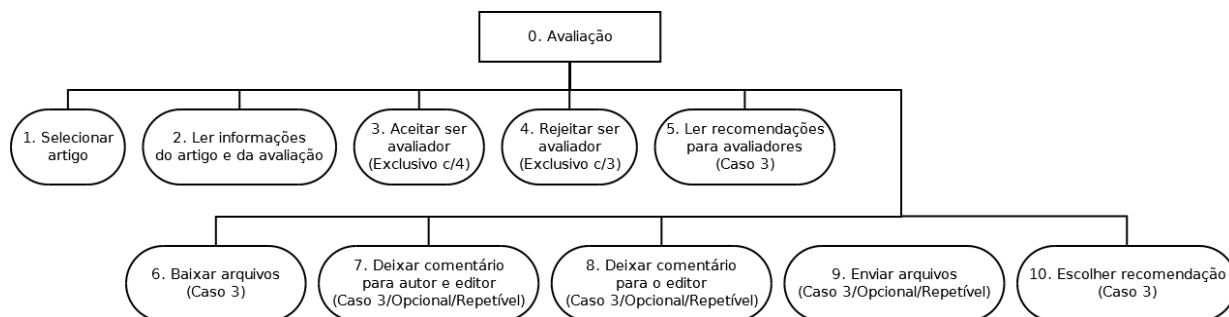 0. Avaliação
1. Selecionar
artigo
2. Ler informações
do artigo e da avaliação
3. Aceitar ser
avaliador
(Exclusivo c/4)
4. Rejeitar ser
avaliador
(Exclusivo c/3)
5. Ler recomendações
para avaliadores
(Caso 3)
6. Baixar arquivos
(Caso 3)
7. Deixar comentário
para autor e editor
(Caso 3/Opcional/Repetível)
8. Deixar comentário
para o editor
(Caso 3/Opcional/Repetível)
9. Enviar arquivos
(Caso 3/Opcional/Repetível)
10. Escolher recomendação
(Caso 3)